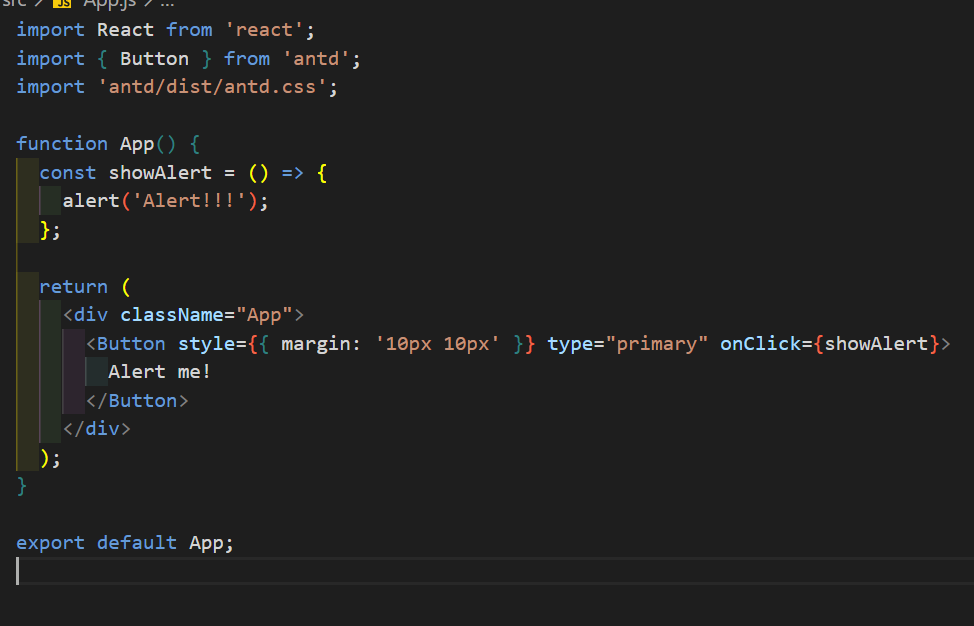 src > JS App.js > ...
import React from 'react';
import { Button } from 'antd';
import 'antd/dist/antd.css';

function App() {
  const showAlert = () => {
    alert('Alert!!!');
  };

  return (
    <div className="App">
      <Button style={{ margin: '10px 10px' }} type="primary" onClick={showAlert}>
        Alert me!
      </Button>
    </div>
  );
}

export default App;